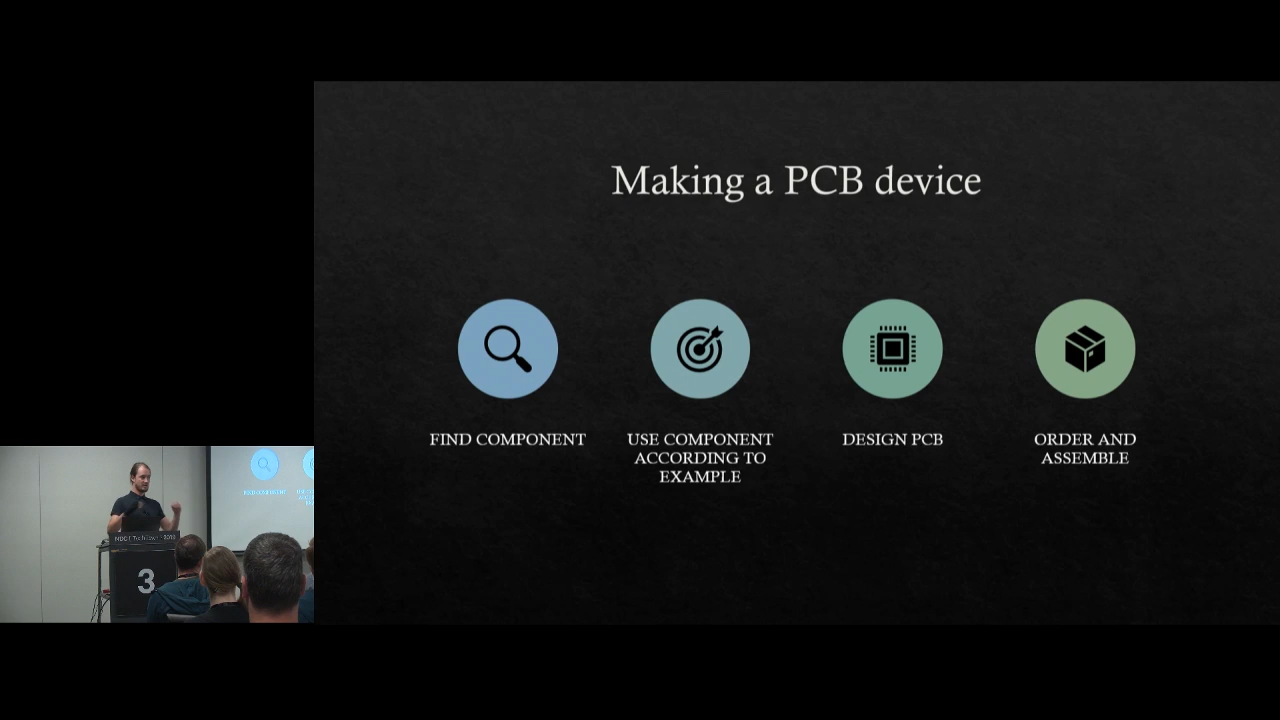 Making a PCB device
FIND COMPONENT
USE COMPONENT
ACCORDING TO
EXAMPLE
DESIGN PCB
ORDER AND
ASSEMBLE
3